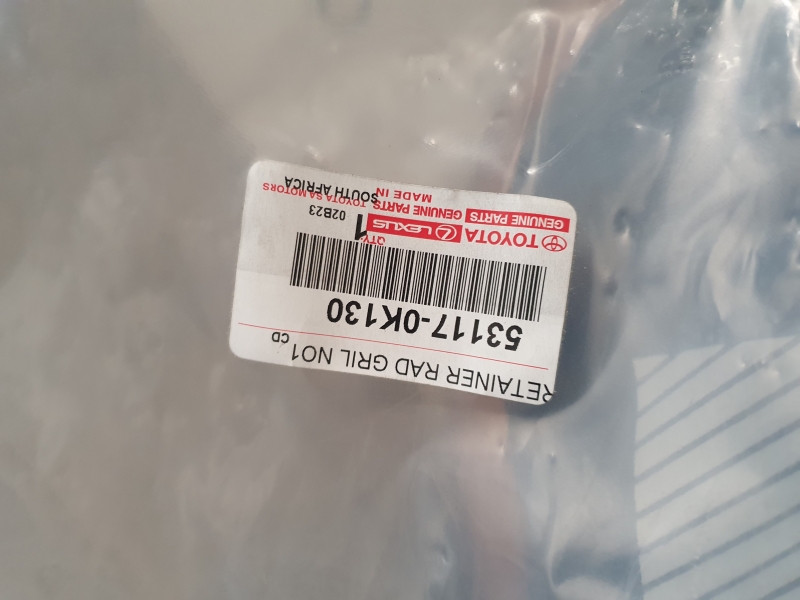 RETAINER RAD GRIL NO1
CD
53117-0K130
QTY 1
TOYOTA LEXUS 02B23
GENUINE PARTS GENUINE PARTS TOYOTA SA MOTORS
MADE IN SOUTH AFRICA